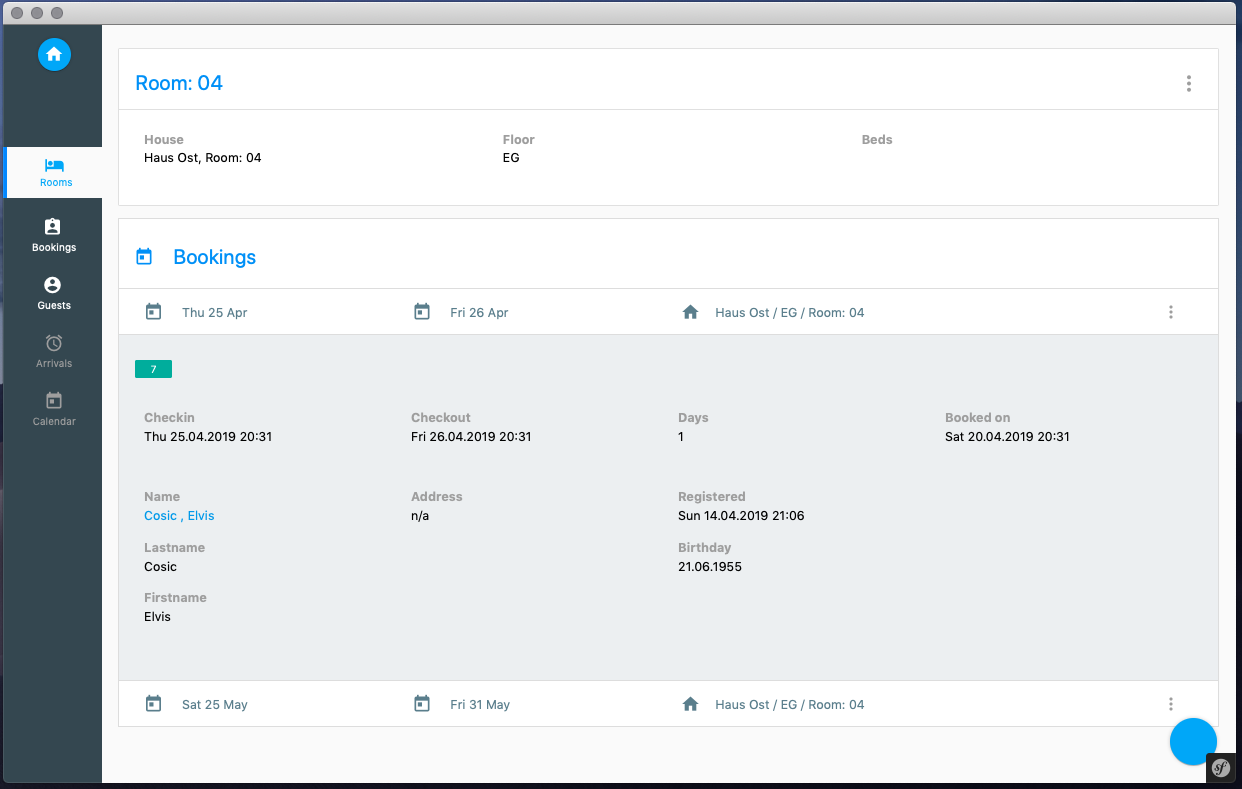 Room: 04
House
Floor
Beds
Haus Ost, Room: 04
EG
Rooms
Bookings
Guests
Arrivals
Calendar
Bookings
Thu 25 Apr
Fri 26 Apr
Haus Ost / EG / Room: 04
7
Checkin
Checkout
Days
Booked on
Thu 25.04.2019 20:31
Fri 26.04.2019 20:31
1
Sat 20.04.2019 20:31
Name
Address
Registered
Cosic , Elvis
n/a
Sun 14.04.2019 21:06
Lastname
Birthday
Cosic
21.06.1955
Firstname
Elvis
Sat 25 May
Fri 31 May
Haus Ost / EG / Room: 04
sf